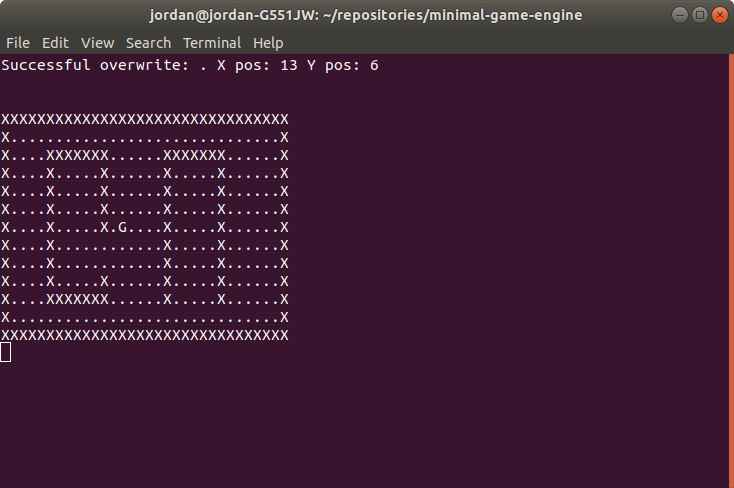 jordan@jordan-G551JW: ~/repositories/minimal-game-engine
File Edit View Search Terminal Help
Successful overwrite: . X pos: 13 Y pos: 6
XXXXXXXXXXXXXXXXXXXXXXXXXXXXXXXX
X..............................X
X....XXXXXXX......XXXXXXX......X
X....X.....X......X.....X......X
X....X.....X......X.....X......X
X....X.....X......X.....X......X
X....X.....X.G....X.....X......X
X....X............X.....X......X
X....X............X.....X......X
X....X.....X......X.....X......X
X....XXXXXXX......X.....X......X
X..............................X
XXXXXXXXXXXXXXXXXXXXXXXXXXXXXXXX